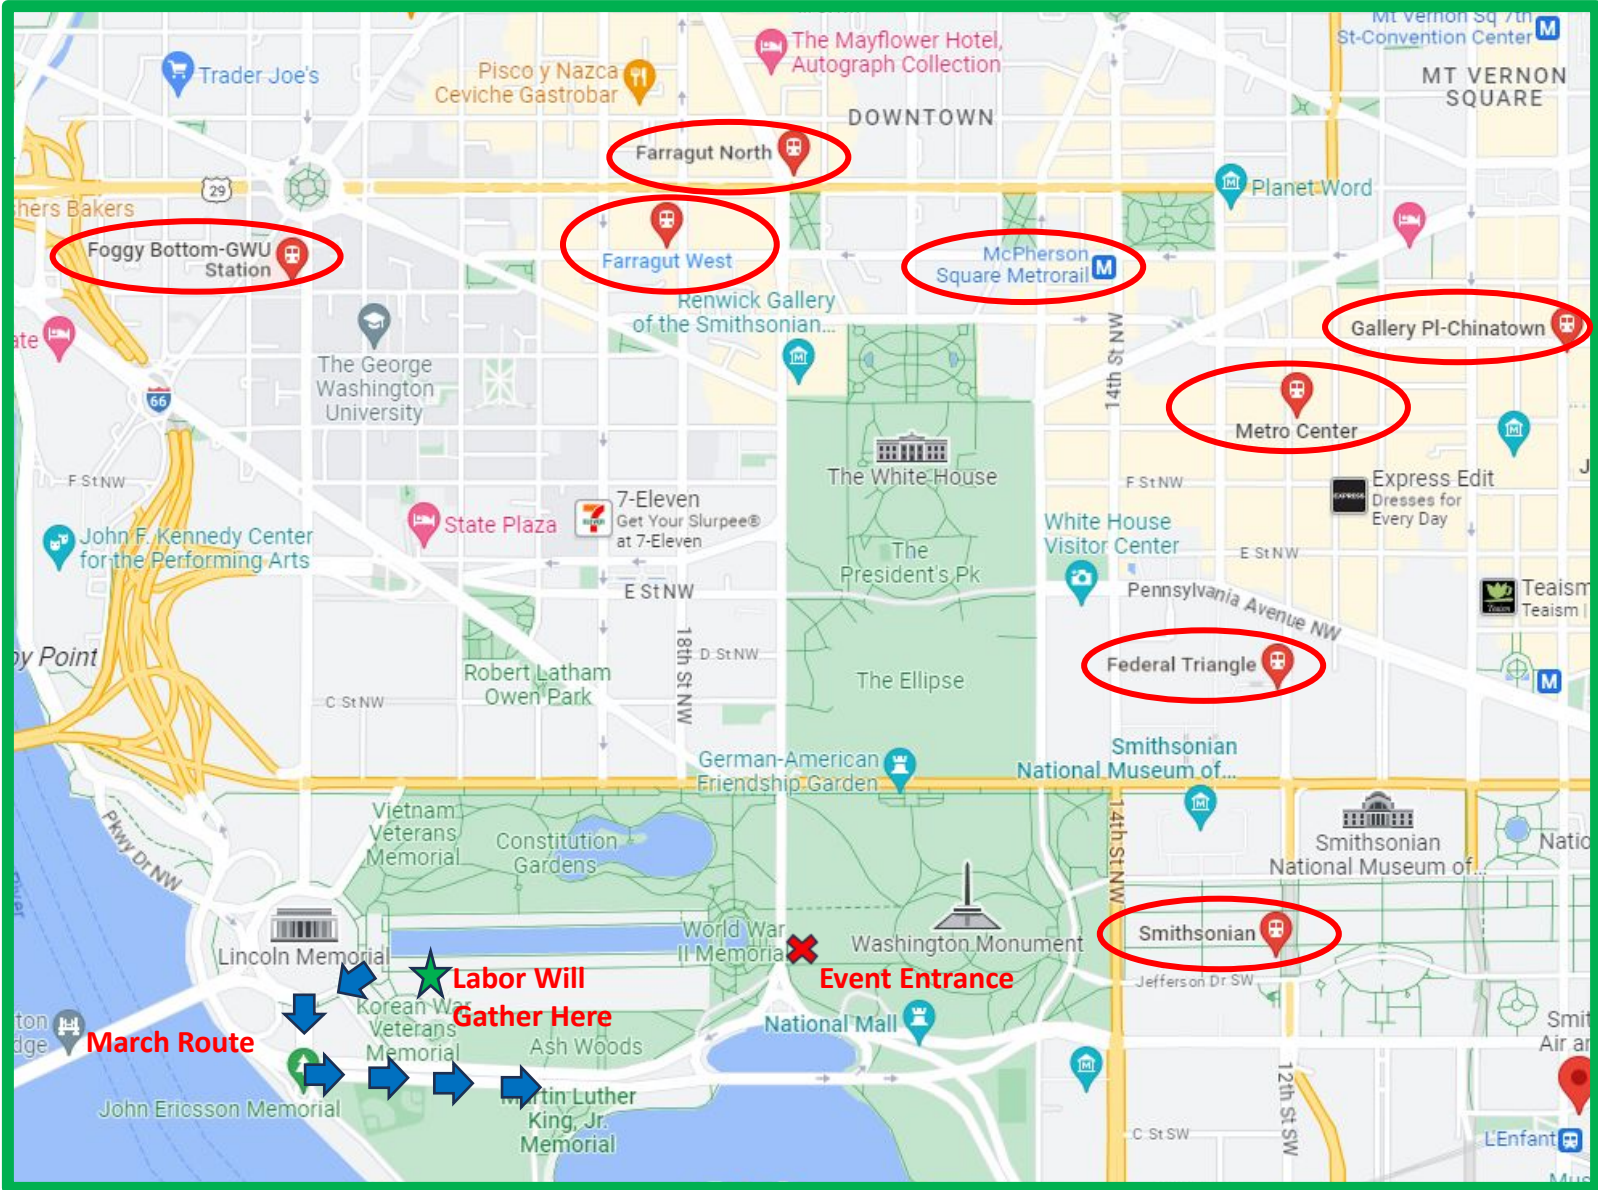 Mt Vernon Sq 7th
St-Convention Center
M
The Mayflower Hotel,
Autograph Collection
Trader Joe's
Pisco y Nazca
Ceviche Gastrobar
MT VERNON
SQUARE
DOWNTOWN
Farragut North
29
Planet Word
Foggy Bottom-GWU
Station
Farragut West
McPherson
Square Metrorail
M
Renwick Gallery
of the Smithsonian...
Gallery Pl-Chinatown
The George
Washington
University
14th St NW
66
Metro Center
The White House
F St NW
F St NW
7-Eleven
Get Your Slurpee®
at 7-Eleven
Express Edit
Dresses for
Every Day
EXPRESS
State Plaza
White House
Visitor Center
John F. Kennedy Center
for the Performing Arts
The
President's Pk
E St NW
E St NW
Pennsylvania Avenue NW
Teaism
Teaism |
18th St NW
D St NW
Robert Latham
Owen Park
The Ellipse
Federal Triangle
M
C St NW
German-American
Friendship Garden
Smithsonian
National Museum of...
Vietnam
Veterans
Memorial
Constitution
Gardens
14th St NW
Smithsonian
National Museum of...
Pkwy Dr NW
World War
II Memorial
Washington Monument
Smithsonian
Lincoln Memorial
Labor Will
Gather Here
Event Entrance
Jefferson Dr SW
Korean War
Veterans
Memorial
March Route
National Mall
Ash Woods
John Ericsson Memorial
Martin Luther
King, Jr.
Memorial
12th St SW
C St SW
L'Enfant